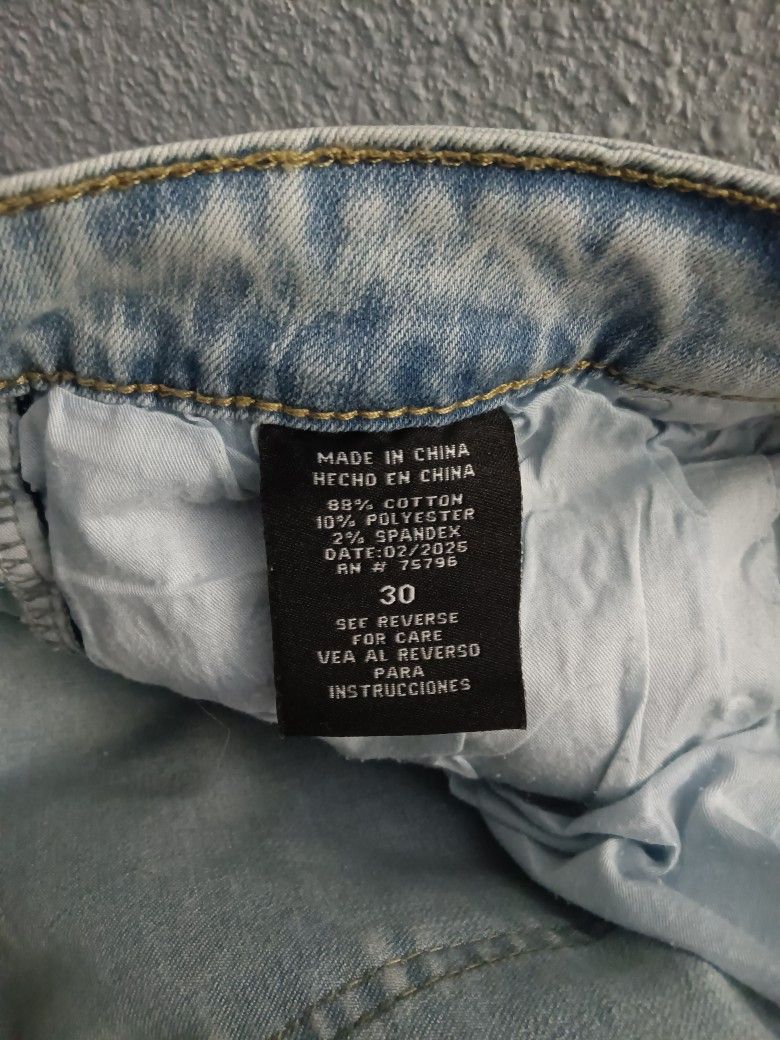 MADE IN CHINA
HECHO EN CHINA
88% COTTON
10% POLYESTER
2% SPANDEX
DATE:02/2025
RN # 75796
30
SEE REVERSE
FOR CARE
VEA AL REVERSO
PARA
INSTRUCCIONES